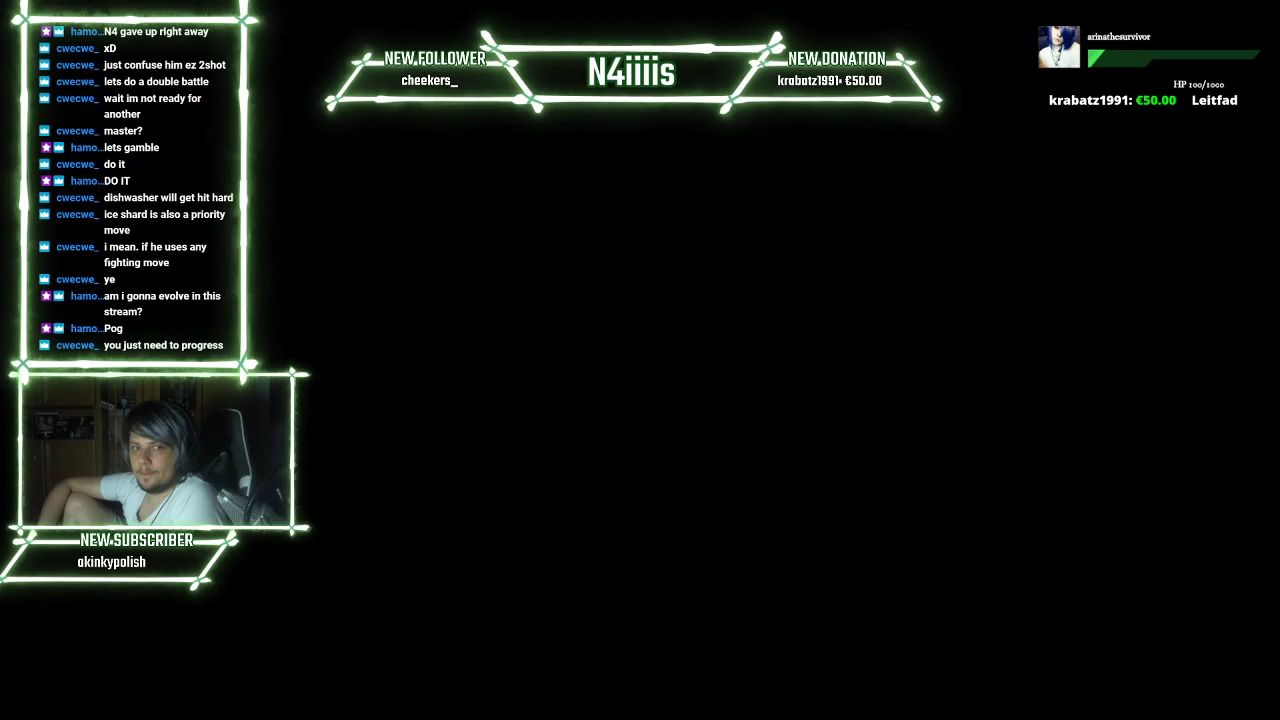 hamo...N4 gave up right away
cwecwe_ xD
cwecwe_ just confuse him ez 2shot
cwecwe_ lets do a double battle
cwecwe_ wait im not ready for
another
cwecwe_ master?
hamo...lets gamble
cwecwe_ do it
hamo...DO IT
cwecwe_ dishwasher will get hit hard
cwecwe_ ice shard is also a priority
move
cwecwe_ i mean. if he uses any
fighting move
cwecwe_ ye
hamo...am i gonna evolve in this
stream?
hamo...Pog
cwecwe_ you just need to progress
NEW SUBSCRIBER
akinkypolish
NEW FOLLOWER
cheekers_
N4iiiis
NEW DONATION
krabatz1991: €50.00
arinathesurvivor
HP 100/1000
krabatz1991: €50.00 Leitfad